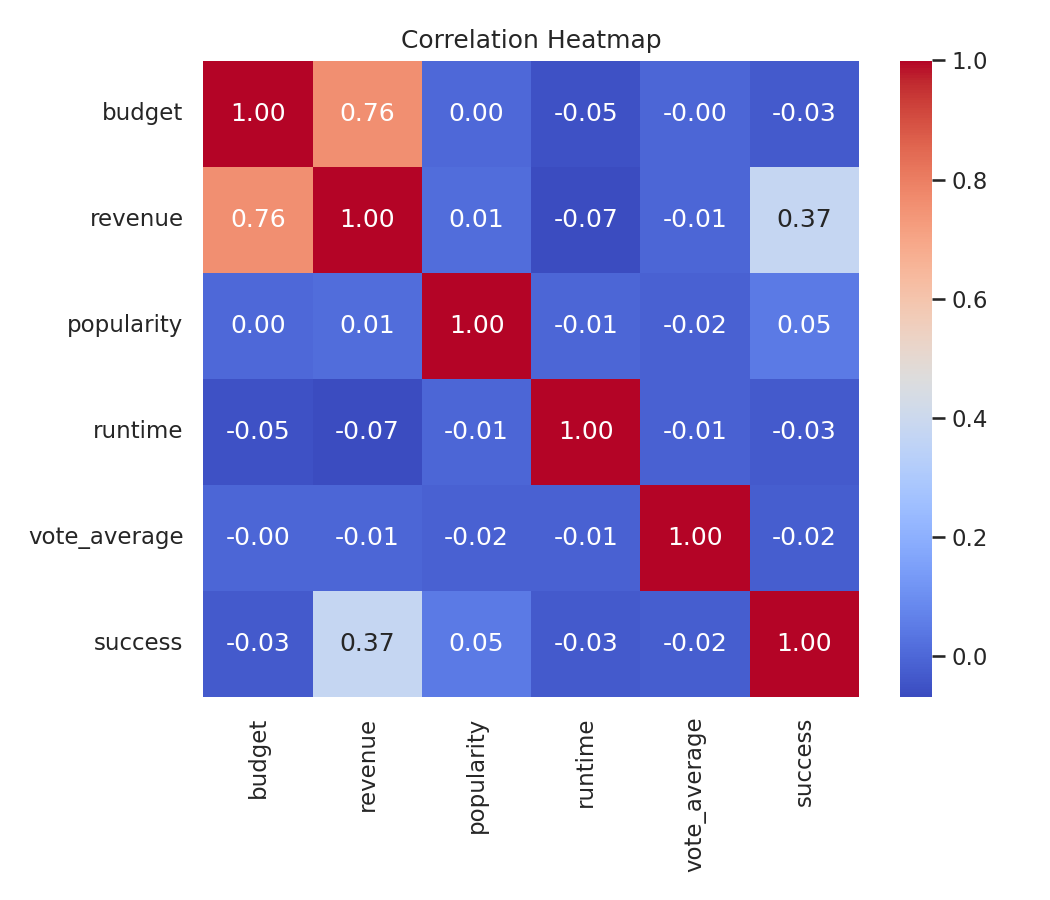 Correlation Heatmap
budget 1.00 0.76 0.00 -0.05 -0.00 -0.03
revenue 0.76 1.00 0.01 -0.07 -0.01 0.37
popularity 0.00 0.01 1.00 -0.01 -0.02 0.05
runtime -0.05 -0.07 -0.01 1.00 -0.01 -0.03
vote_average -0.00 -0.01 -0.02 -0.01 1.00 -0.02
success -0.03 0.37 0.05 -0.03 -0.02 1.00
budget revenue popularity runtime vote_average success
1.0
0.8
0.6
0.4
0.2
0.0